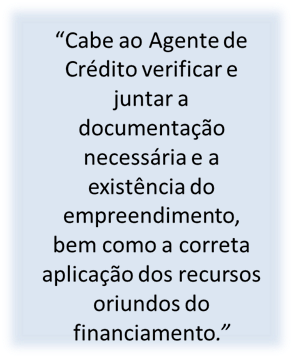 “Cabe ao Agente de
Crédito verificar e
juntar a
documentação
necessária e a
existência do
empreendimento,
bem como a correta
aplicação dos recursos
oriundos do
financiamento.”